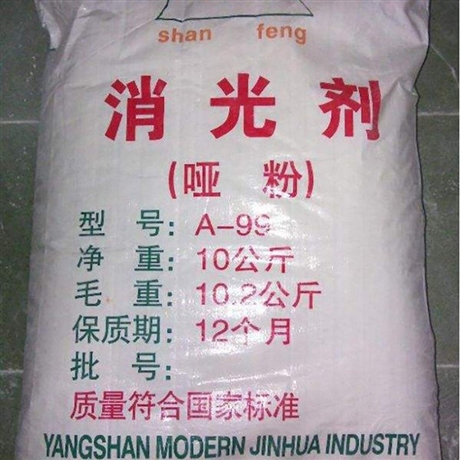 shan feng
消光剂
(哑粉)
型号: A-99
净重: 10公斤
毛重: 10.2公斤
保质期: 12个月
批号:
质量符合国家标准
YANGSHAN MODERN JINHUA INDUSTRY